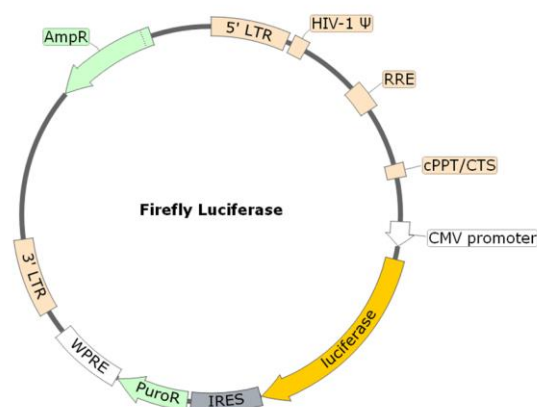 AmpR
5' LTR
HIV-1 Ψ
RRE
cPPT/CTS
Firefly Luciferase
CMV promoter
3' LTR
luciferase
WPRE
PuroR
IRES